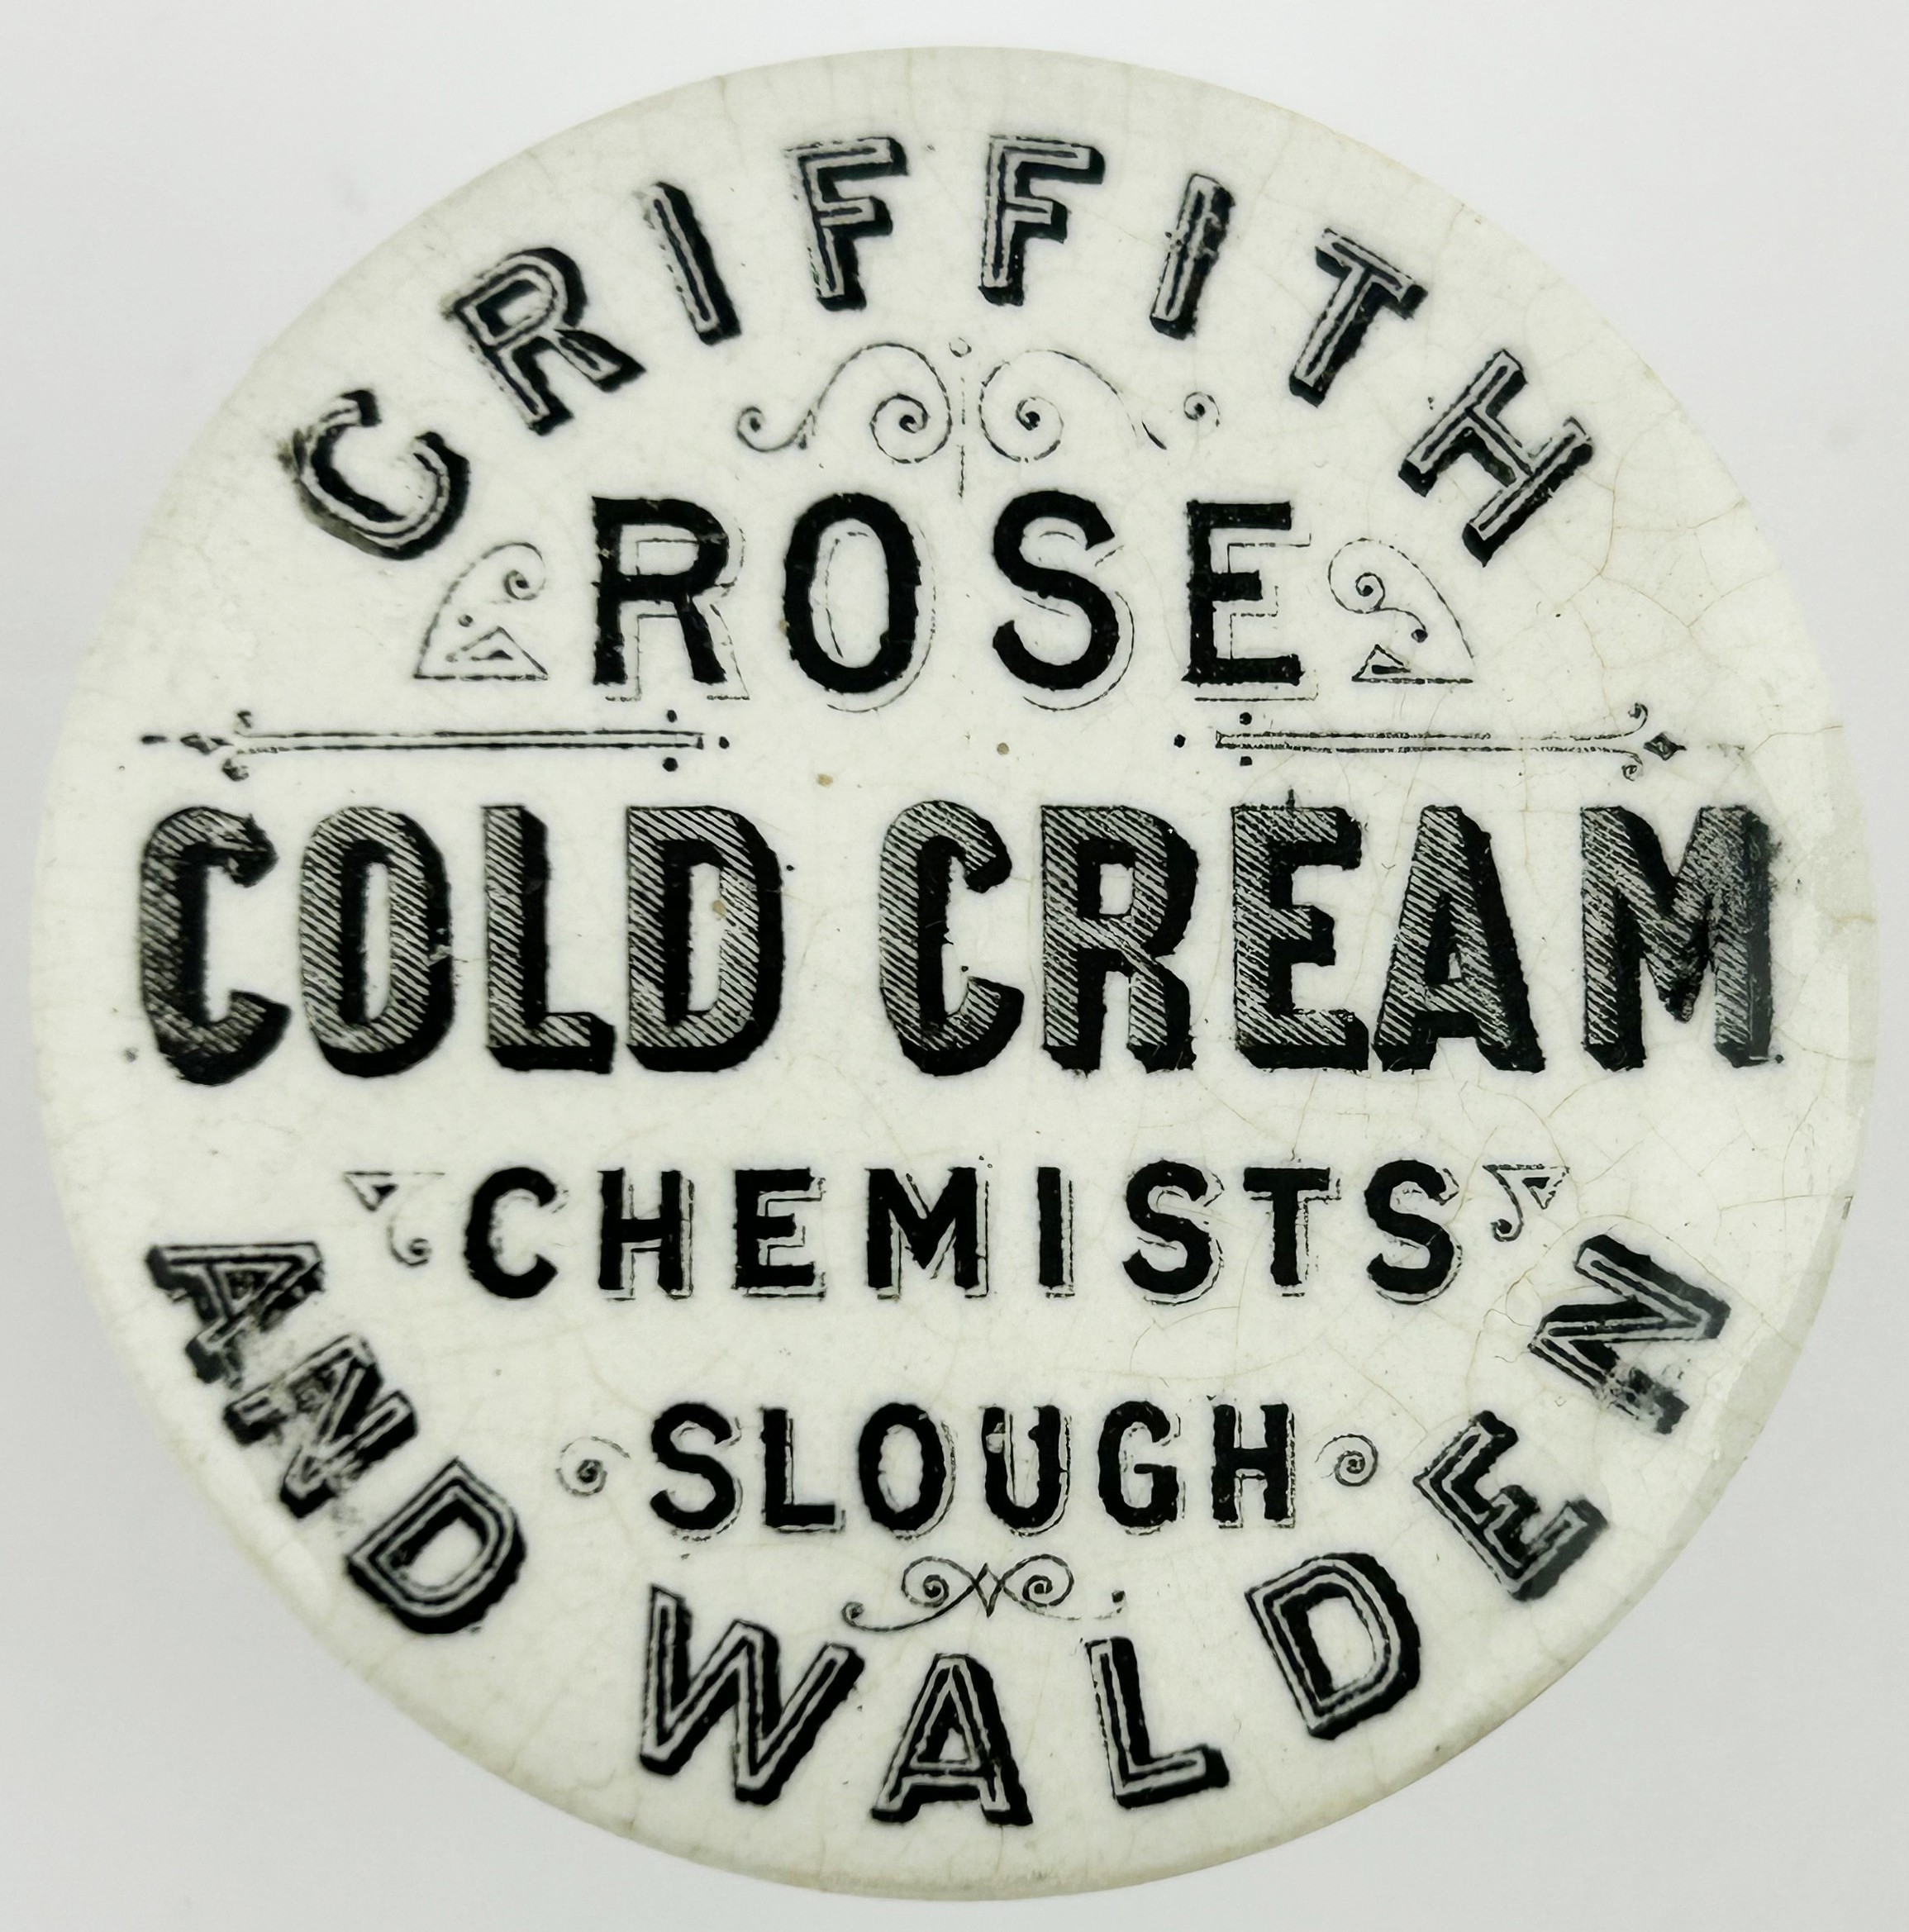 GRIFFITH
ROSE
COLD CREAM
CHEMISTS
SLOUGH
AND WALDEN